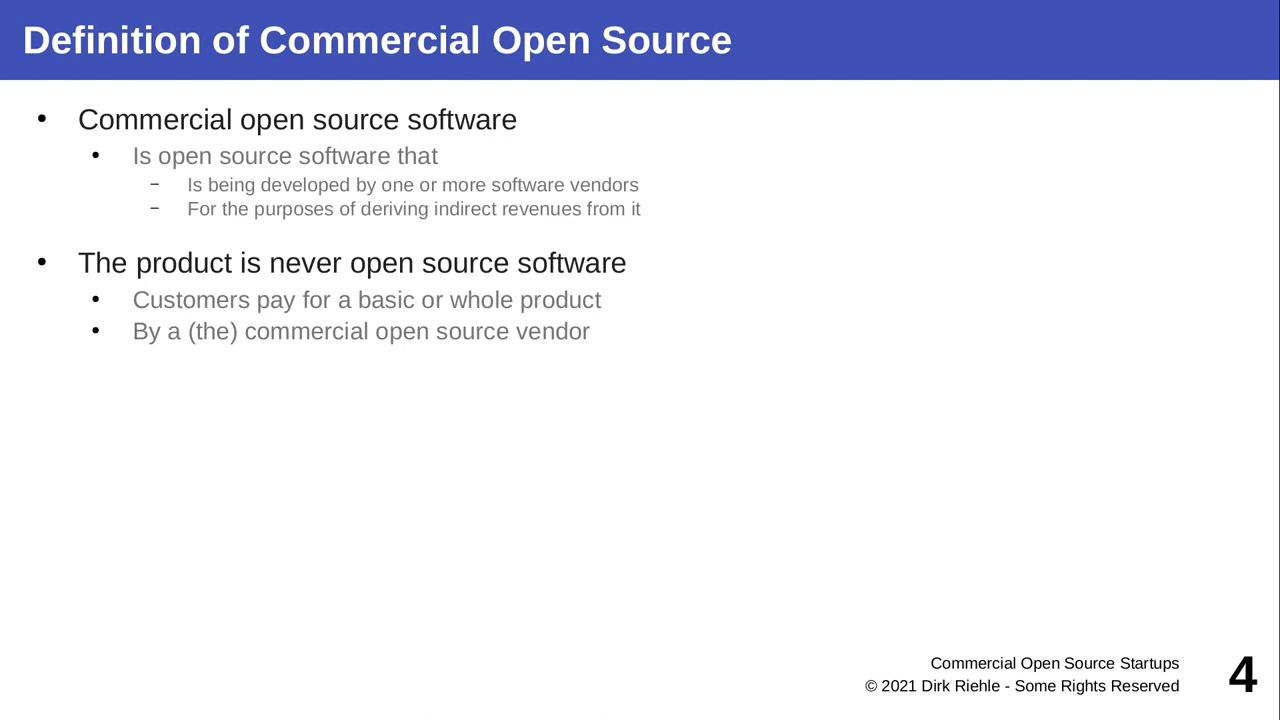 Definition of Commercial Open Source
• Commercial open source software
• Is open source software that
– Is being developed by one or more software vendors
– For the purposes of deriving indirect revenues from it
• The product is never open source software
• Customers pay for a basic or whole product
• By a (the) commercial open source vendor
Commercial Open Source Startups
© 2021 Dirk Riehle - Some Rights Reserved
4